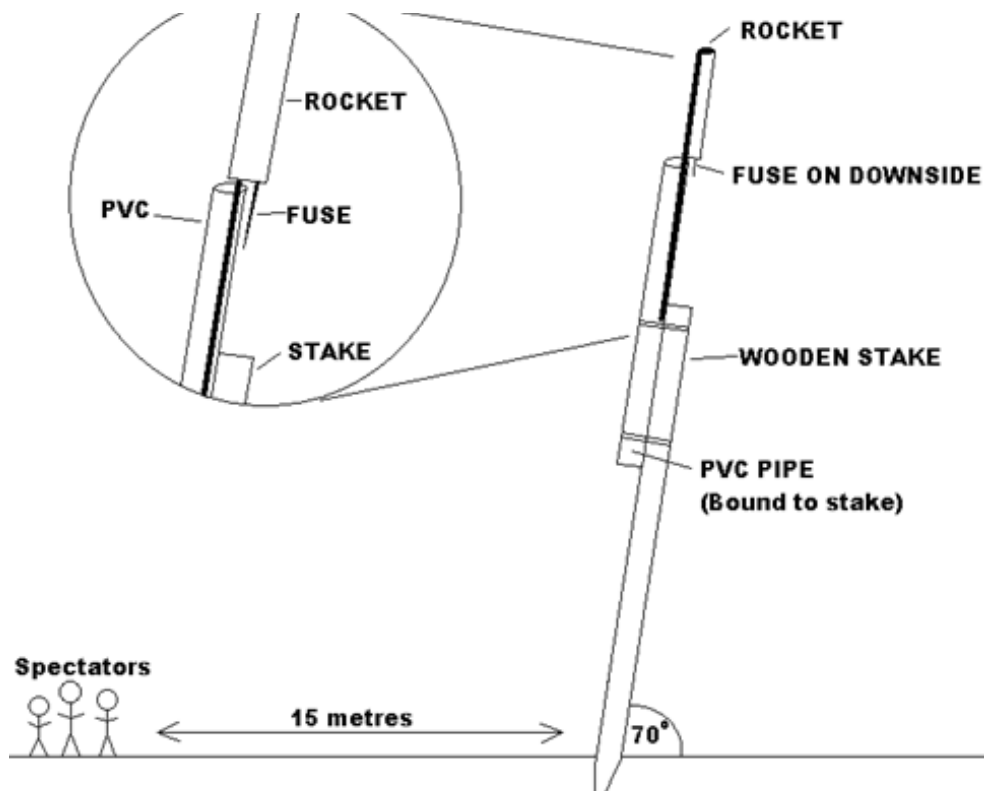 ROCKET
ROCKET
FUSE ON DOWNSIDE
PVC
FUSE
STAKE
WOODEN STAKE
PVC PIPE
(Bound to stake)
Spectators
15 metres
70°